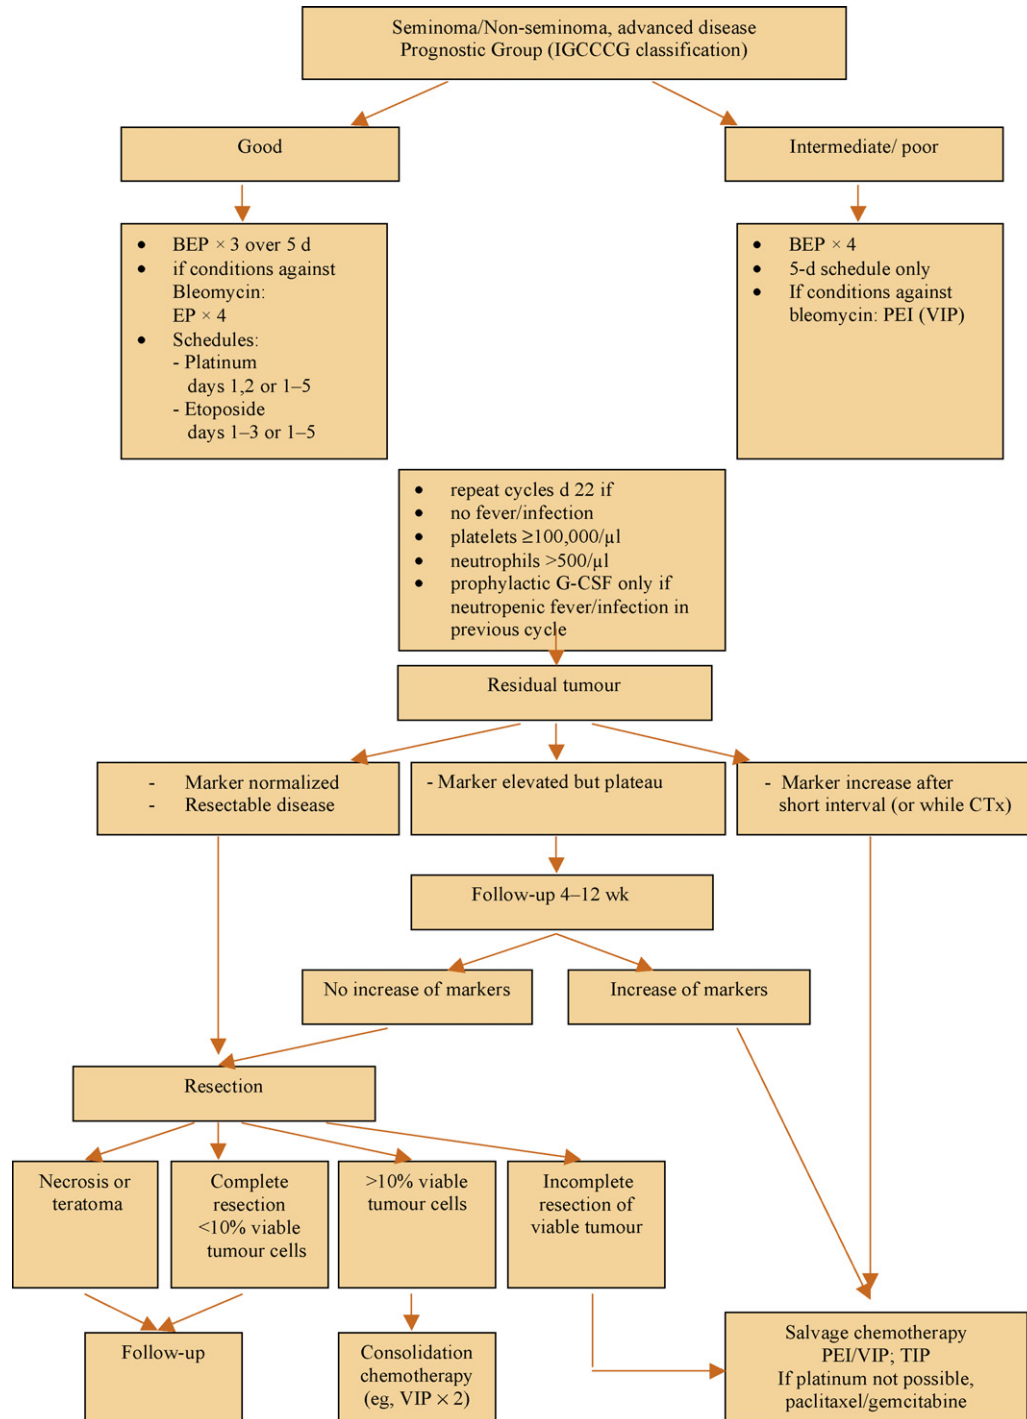 Seminoma/Non-seminoma, advanced disease
Prognostic Group (IGCCCG classification)
Good
Intermediate/ poor
• BEP × 3 over 5 d
• if conditions against
Bleomycin:
EP × 4
• Schedules:
- Platinum
days 1,2 or 1–5
- Etoposide
days 1–3 or 1–5
• BEP × 4
• 5-d schedule only
• If conditions against
bleomycin: PEI (VIP)
• repeat cycles d 22 if
• no fever/infection
• platelets ≥100,000/µl
• neutrophils >500/µl
• prophylactic G-CSF only if
neutropenic fever/infection in
previous cycle
Residual tumour
- Marker normalized
- Resectable disease
- Marker elevated but plateau
- Marker increase after
short interval (or while CTx)
Follow-up 4–12 wk
No increase of markers
Increase of markers
Resection
Necrosis or
teratoma
Complete
resection
<10% viable
tumour cells
>10% viable
tumour cells
Incomplete
resection of
viable tumour
Follow-up
Consolidation
chemotherapy
(eg, VIP × 2)
Salvage chemotherapy
PEI/VIP; TIP
If platinum not possible,
paclitaxel/gemcitabine